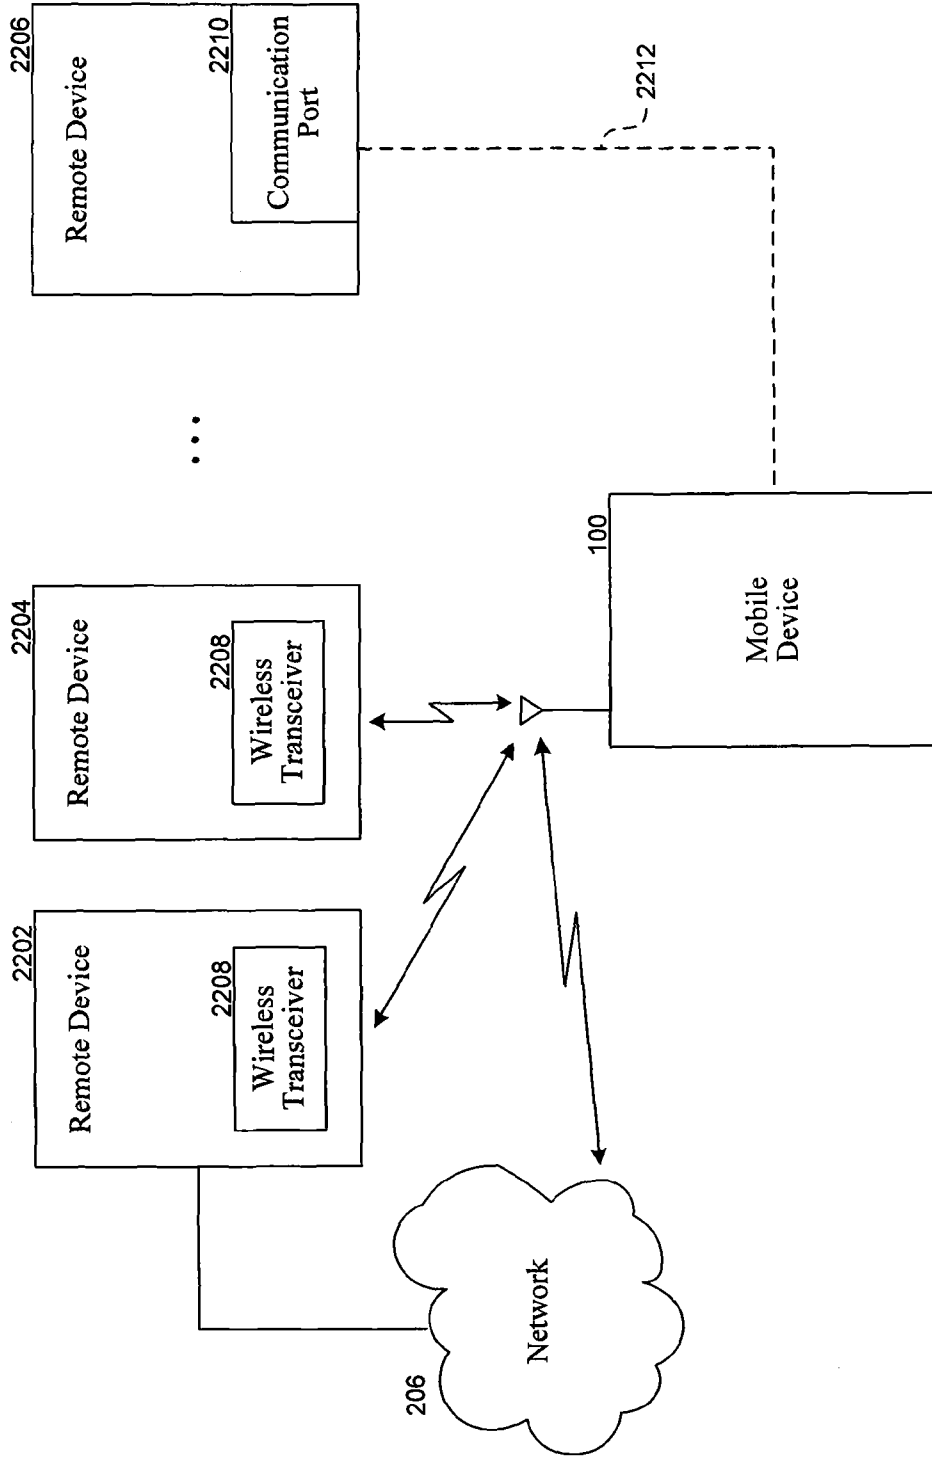 2202
Remote Device
2208
Wireless
Transceiver
2204
Remote Device
2208
Wireless
Transceiver
...
2206
Remote Device
2210
Communication
Port
206
Network
100
Mobile
Device
2212